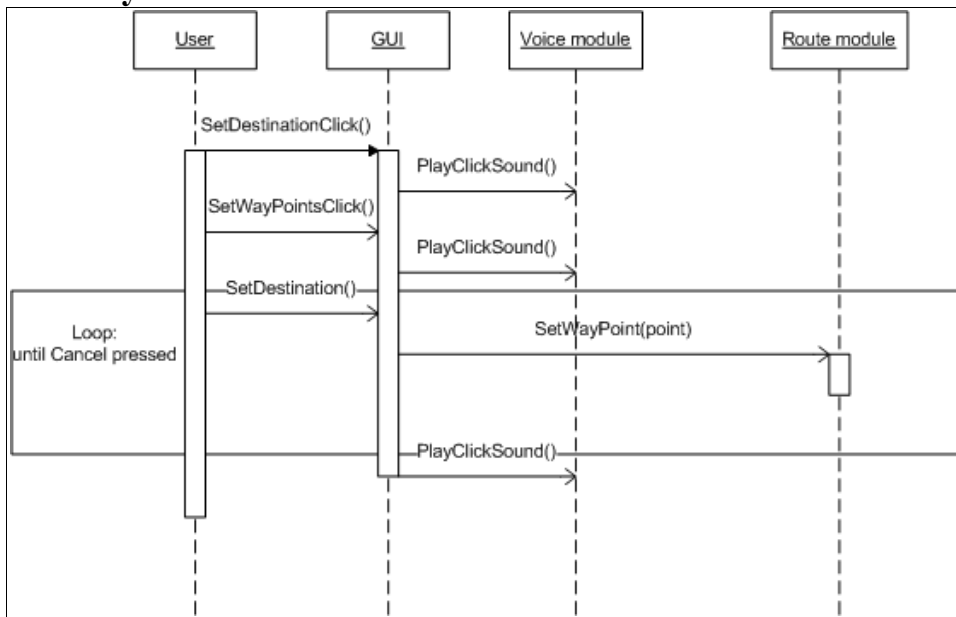 User
GUI
Voice module
Route module
SetDestinationClick()
PlayClickSound()
SetWayPointsClick()
PlayClickSound()
SetDestination()
Loop:
until Cancel pressed
SetWayPoint(point)
PlayClickSound()